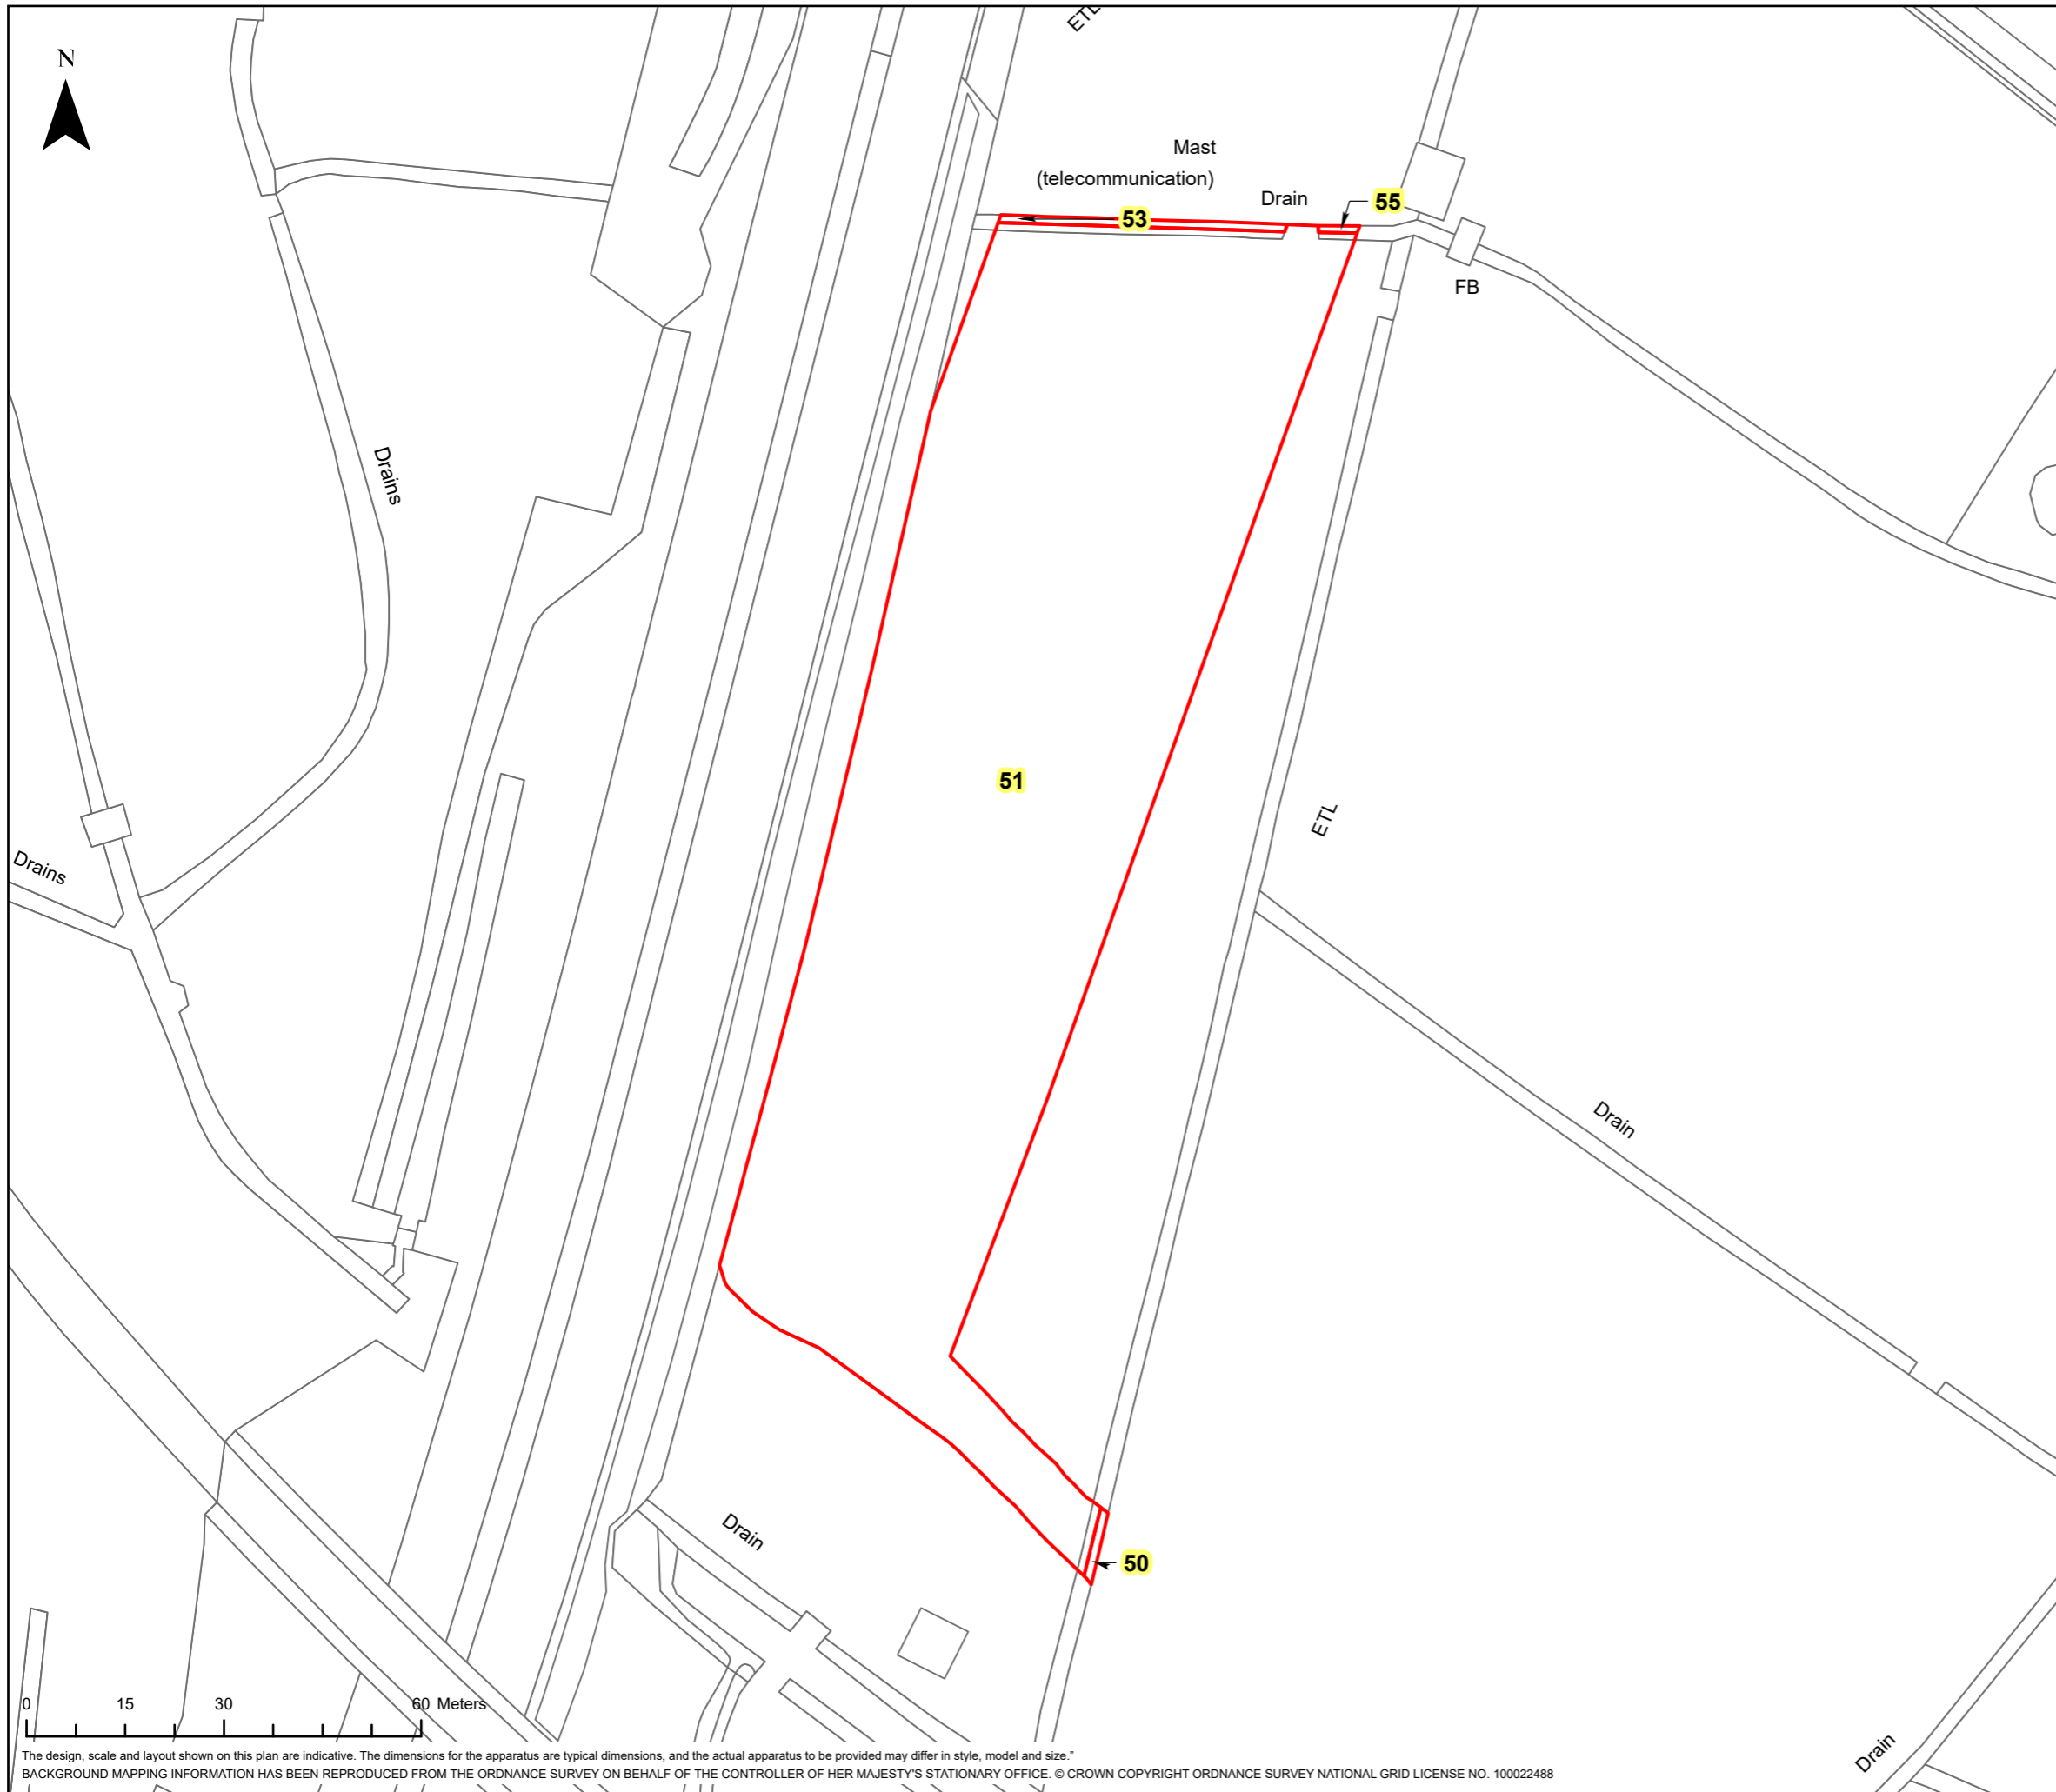 ETL
N
Mast
(telecommunication)
Drain
55
53
FB
Drains
51
ETL
Drains
Drain
Drain
50
0 15 30 60 Meters
Drain
The design, scale and layout shown on this plan are indicative. The dimensions for the apparatus are typical dimensions, and the actual apparatus to be provided may differ in style, model and size."
BACKGROUND MAPPING INFORMATION HAS BEEN REPRODUCED FROM THE ORDNANCE SURVEY ON BEHALF OF THE CONTROLLER OF HER MAJESTY'S STATIONARY OFFICE. © CROWN COPYRIGHT ORDNANCE SURVEY NATIONAL GRID LICENSE NO. 100022488